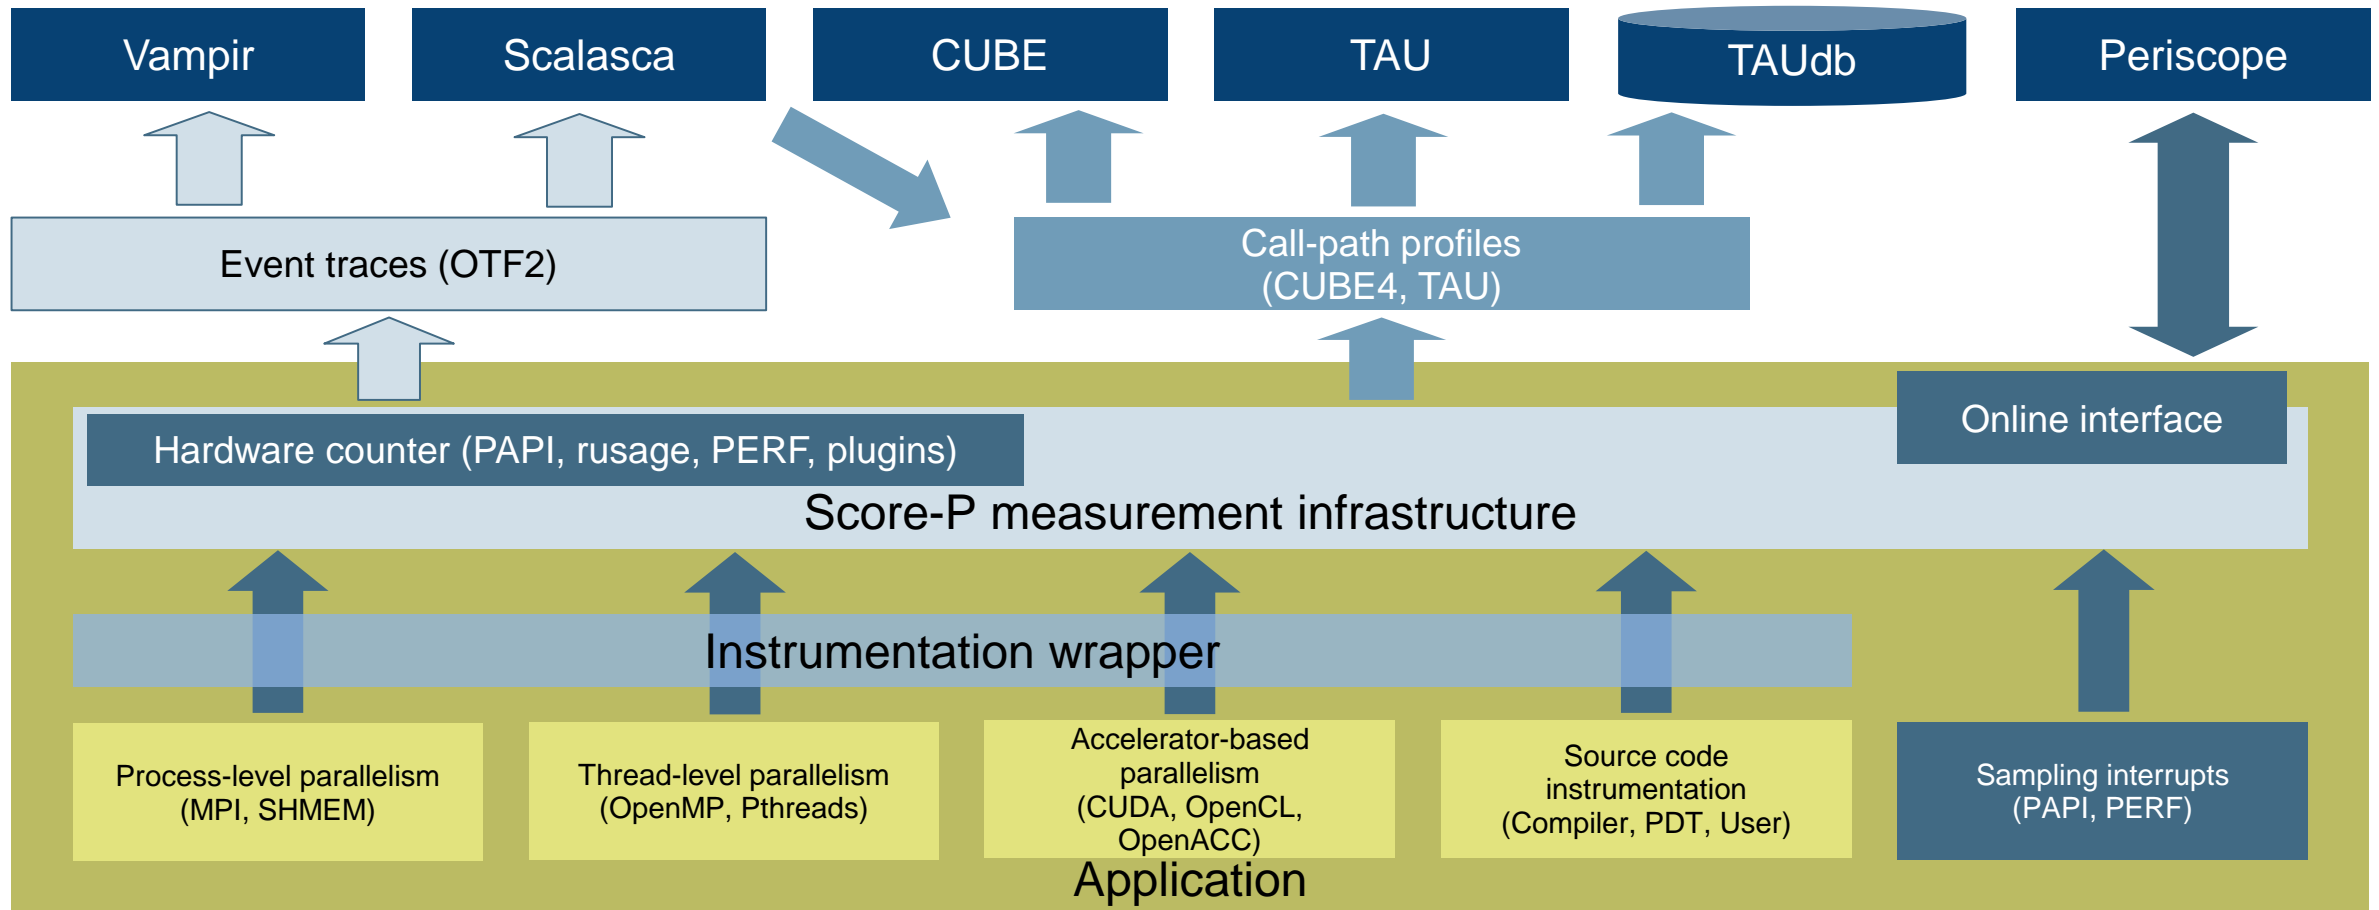 Vampir
Scalasca
CUBE
TAU
TAUdb
Periscope
Event traces (OTF2)
Call-path profiles
(CUBE4, TAU)
Online interface
Hardware counter (PAPI, rusage, PERF, plugins)
Score-P measurement infrastructure
Instrumentation wrapper
Process-level parallelism
(MPI, SHMEM)
Thread-level parallelism
(OpenMP, Pthreads)
Accelerator-based
parallelism
(CUDA, OpenCL,
OpenACC)
Source code
instrumentation
(Compiler, PDT, User)
Sampling interrupts
(PAPI, PERF)
Application